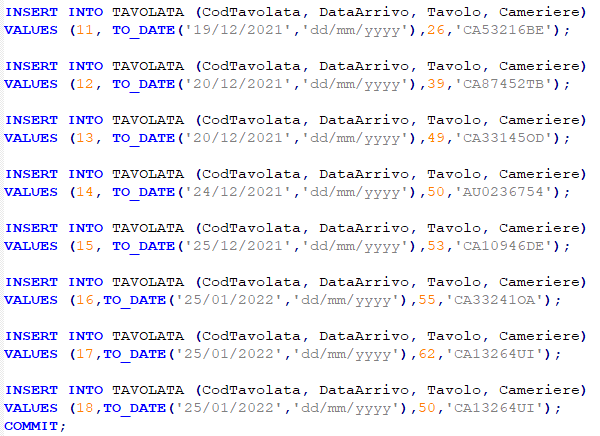 INSERT INTO TAVOLATA (CodTavolata, DataArrivo, Tavolo, Cameriere)
VALUES (11, TO_DATE('19/12/2021','dd/mm/yyyy'),26,'CA53216BE');
INSERT INTO TAVOLATA (CodTavolata, DataArrivo, Tavolo, Cameriere)
VALUES (12, TO_DATE('20/12/2021','dd/mm/yyyy'),39,'CA87452TB');
INSERT INTO TAVOLATA (CodTavolata, DataArrivo, Tavolo, Cameriere)
VALUES (13, TO_DATE('20/12/2021','dd/mm/yyyy'),49,'CA33145OD');
INSERT INTO TAVOLATA (CodTavolata, DataArrivo, Tavolo, Cameriere)
VALUES (14, TO_DATE('24/12/2021','dd/mm/yyyy'),50,'AU0236754');
INSERT INTO TAVOLATA (CodTavolata, DataArrivo, Tavolo, Cameriere)
VALUES (15, TO_DATE('25/12/2021','dd/mm/yyyy'),53,'CA10946DE');
INSERT INTO TAVOLATA (CodTavolata, DataArrivo, Tavolo, Cameriere)
VALUES (16,TO_DATE('25/01/2022','dd/mm/yyyy'),55,'CA33241OA');
INSERT INTO TAVOLATA (CodTavolata, DataArrivo, Tavolo, Cameriere)
VALUES (17,TO_DATE('25/01/2022','dd/mm/yyyy'),62,'CA13264UI');
INSERT INTO TAVOLATA (CodTavolata, DataArrivo, Tavolo, Cameriere)
VALUES (18,TO_DATE('25/01/2022','dd/mm/yyyy'),50,'CA13264UI');
COMMIT;